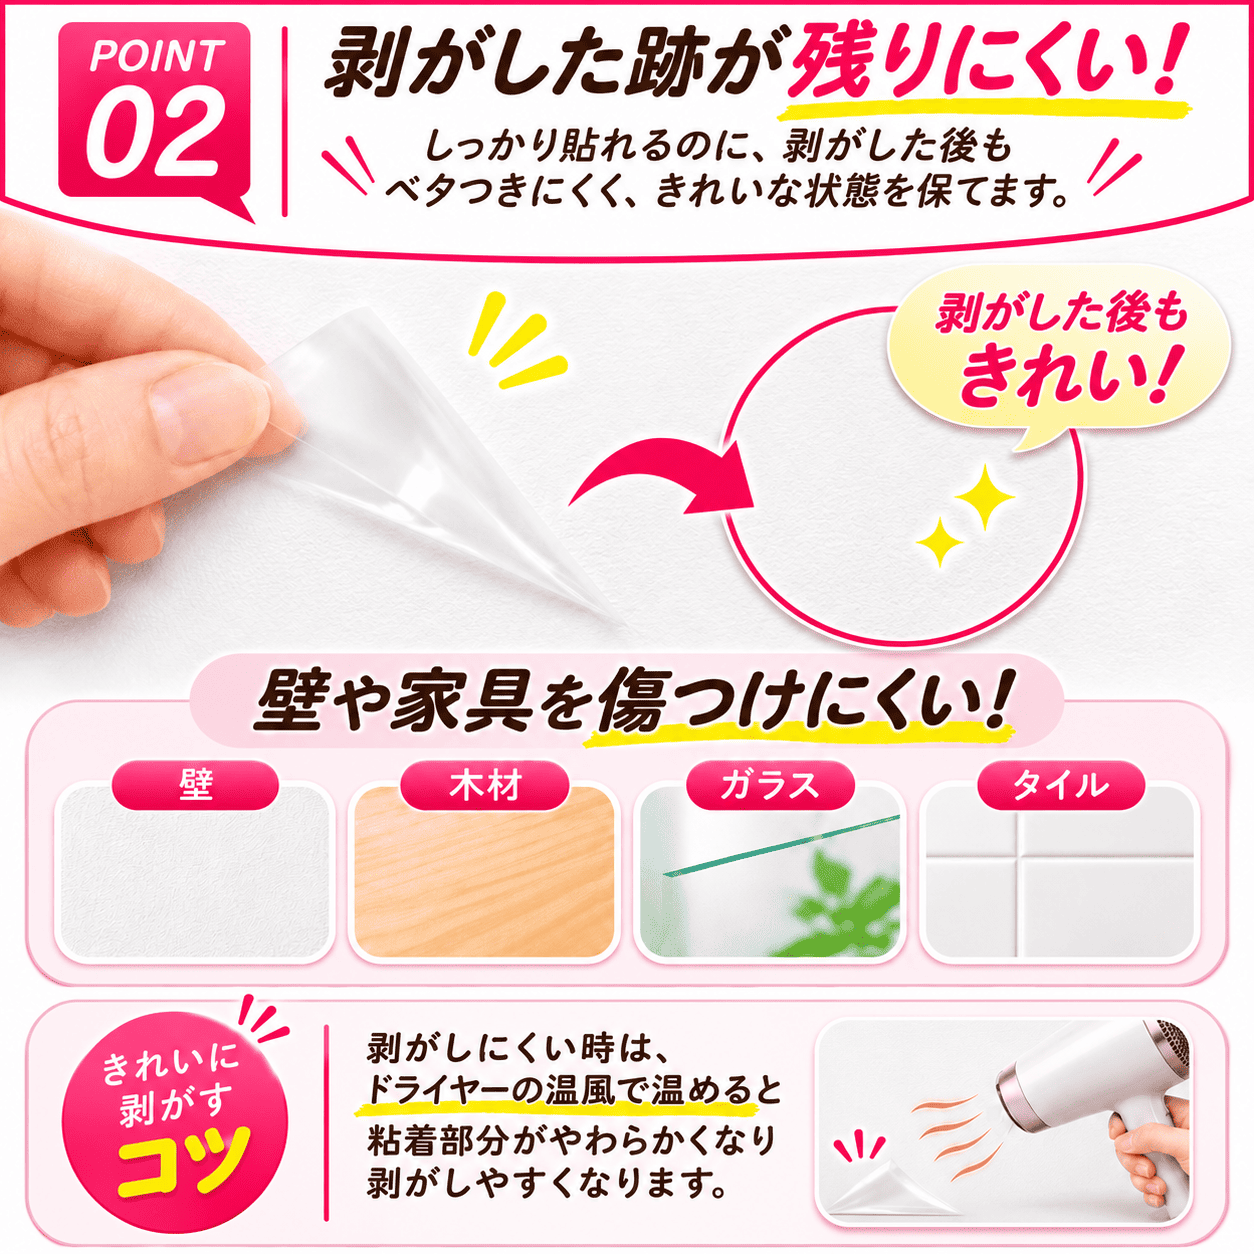 POINT
02
剥がした跡が残りにくい！
しっかり貼れるのに、剥がした後も
ベタつきにくく、きれいな状態を保てます。
剥がした後も
きれい！
壁や家具を傷つけにくい！
壁
木材
ガラス
タイル
きれいに
剥がす
コツ
剥がしにくい時は、
ドライヤーの温風で温めると
粘着部分がやわらかくなり
剥がしやすくなります。